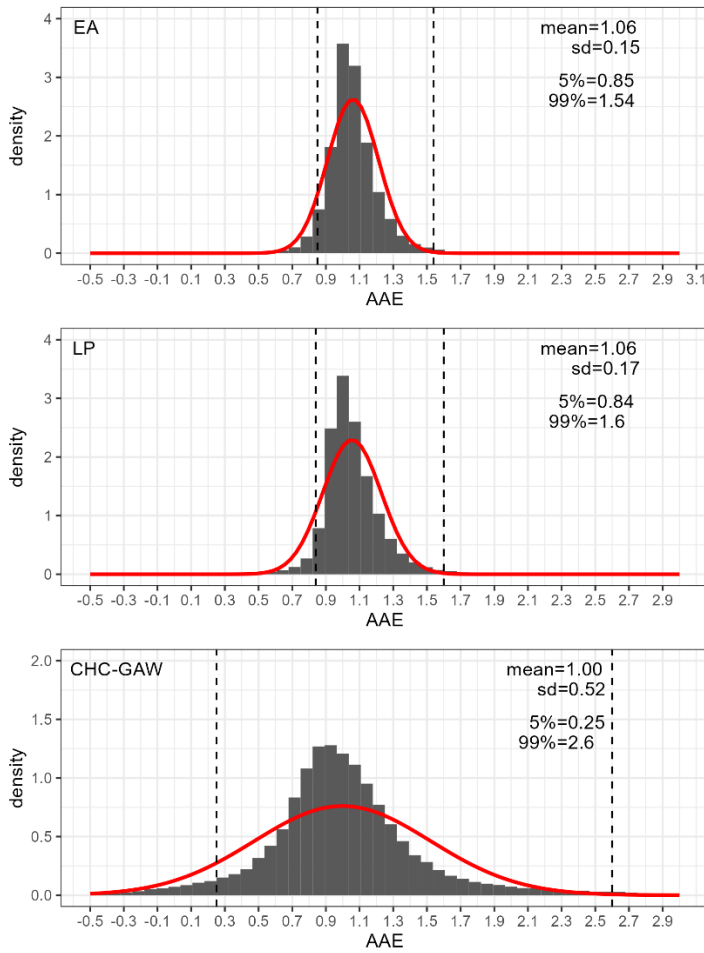 EA
mean=1.06
sd=0.15
5%=0.85
99%=1.54
density
4
3
2
1
0
-0.5 -0.3 -0.1 0.1 0.3 0.5 0.7 0.9 1.1 1.3 1.5 1.7 1.9 2.1 2.3 2.5 2.7 2.9 3.1
AAE
LP
mean=1.06
sd=0.17
5%=0.84
99%=1.6
density
4
3
2
1
0
-0.5 -0.3 -0.1 0.1 0.3 0.5 0.7 0.9 1.1 1.3 1.5 1.7 1.9 2.1 2.3 2.5 2.7 2.9
AAE
CHC-GAW
mean=1.00
sd=0.52
5%=0.25
99%=2.6
density
2.0
1.5
1.0
0.5
0.0
-0.5 -0.3 -0.1 0.1 0.3 0.5 0.7 0.9 1.1 1.3 1.5 1.7 1.9 2.1 2.3 2.5 2.7 2.9
AAE